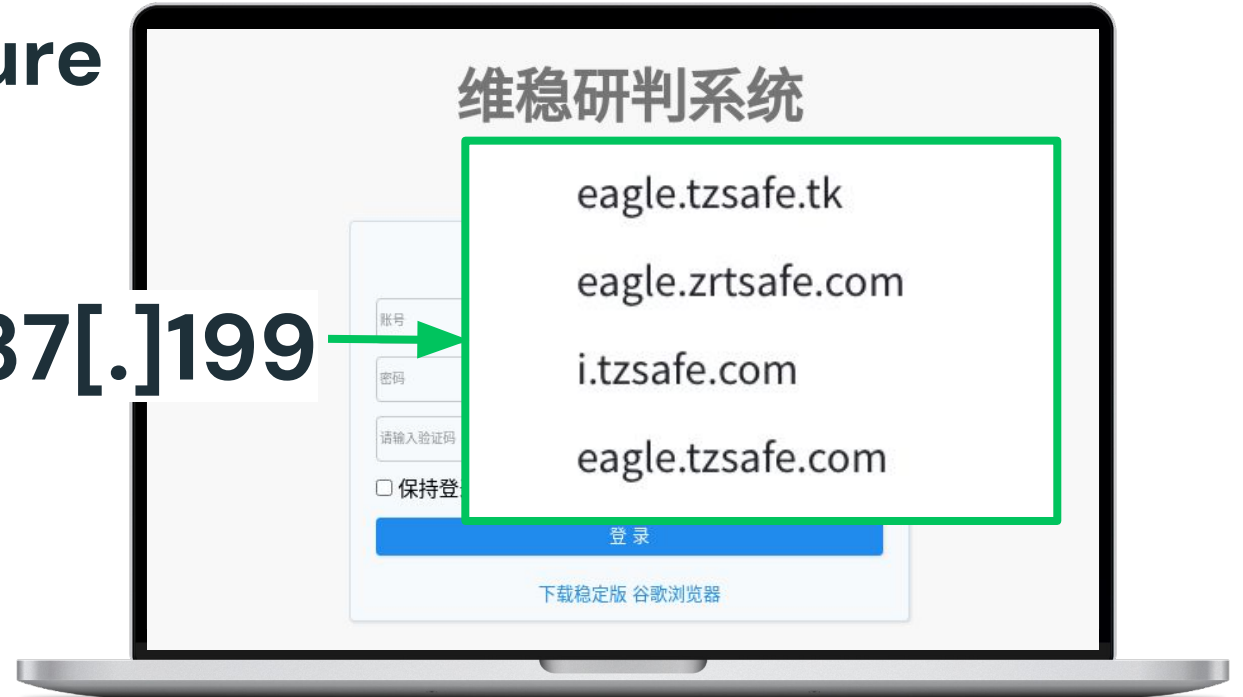 ure
维稳研判系统
eagle.tzsafe.tk
eagle.zrtsafe.com
37[.]199
i.tzsafe.com
eagle.tzsafe.com
账号
密码
请输入验证码
保持登
登 录
下载稳定版 谷歌浏览器